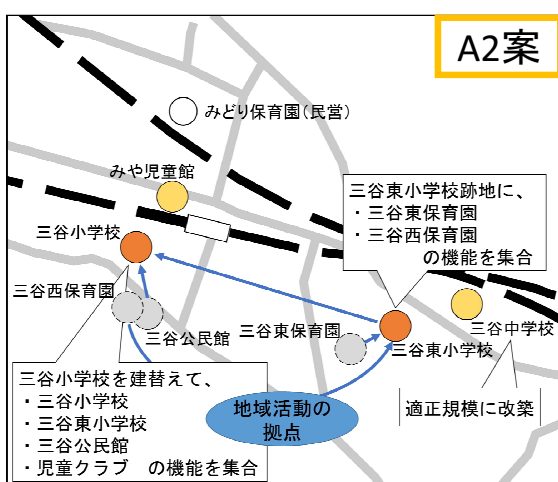 A2案
みどり保育園(民営)
みや児童館
三谷東小学校跡地に、
・三谷東保育園
・三谷西保育園
の機能を集合
三谷小学校
三谷西保育園
三谷公民館
三谷東保育園
三谷東小学校
三谷中学校
三谷小学校を建替えて、
・三谷小学校
・三谷東小学校
・三谷公民館
・児童クラブ の機能を集合
地域活動の
拠点
適正規模に改築